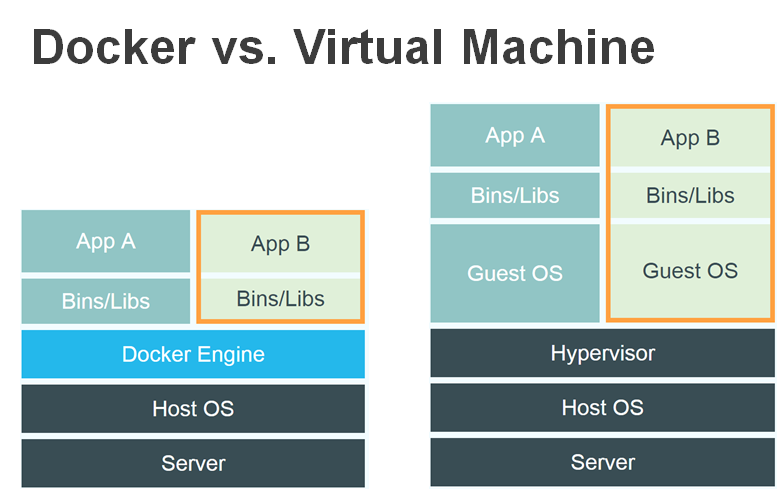 Docker vs. Virtual Machine
App A
App B
Bins/Libs
Bins/Libs
Docker Engine
Host OS
Server
App A
App B
Bins/Libs
Bins/Libs
Guest OS
Guest OS
Hypervisor
Host OS
Server